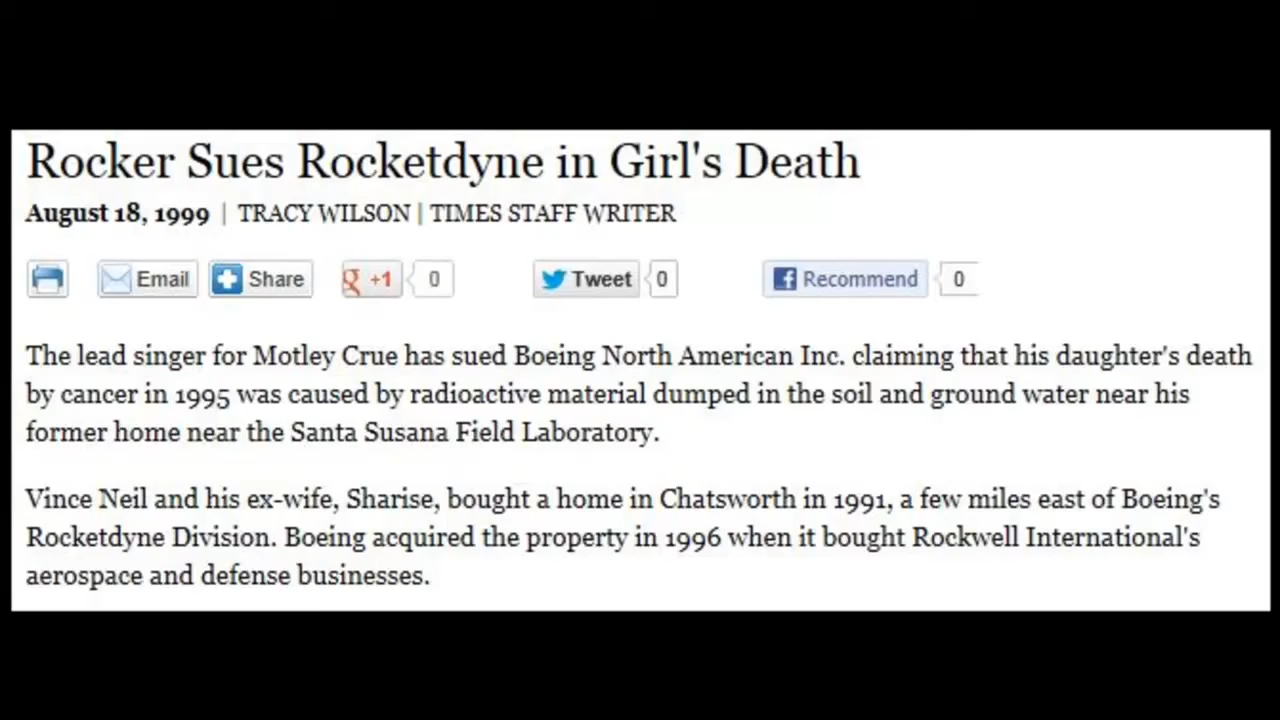 Rocker Sues Rocketdyne in Girl's Death
August 18, 1999 | TRACY WILSON | TIMES STAFF WRITER
Email Share +1 0 Tweet 0 Recommend 0
The lead singer for Motley Crue has sued Boeing North American Inc. claiming that his daughter's death
by cancer in 1995 was caused by radioactive material dumped in the soil and ground water near his
former home near the Santa Susana Field Laboratory.
Vince Neil and his ex-wife, Sharise, bought a home in Chatsworth in 1991, a few miles east of Boeing's
Rocketdyne Division. Boeing acquired the property in 1996 when it bought Rockwell International's
aerospace and defense businesses.